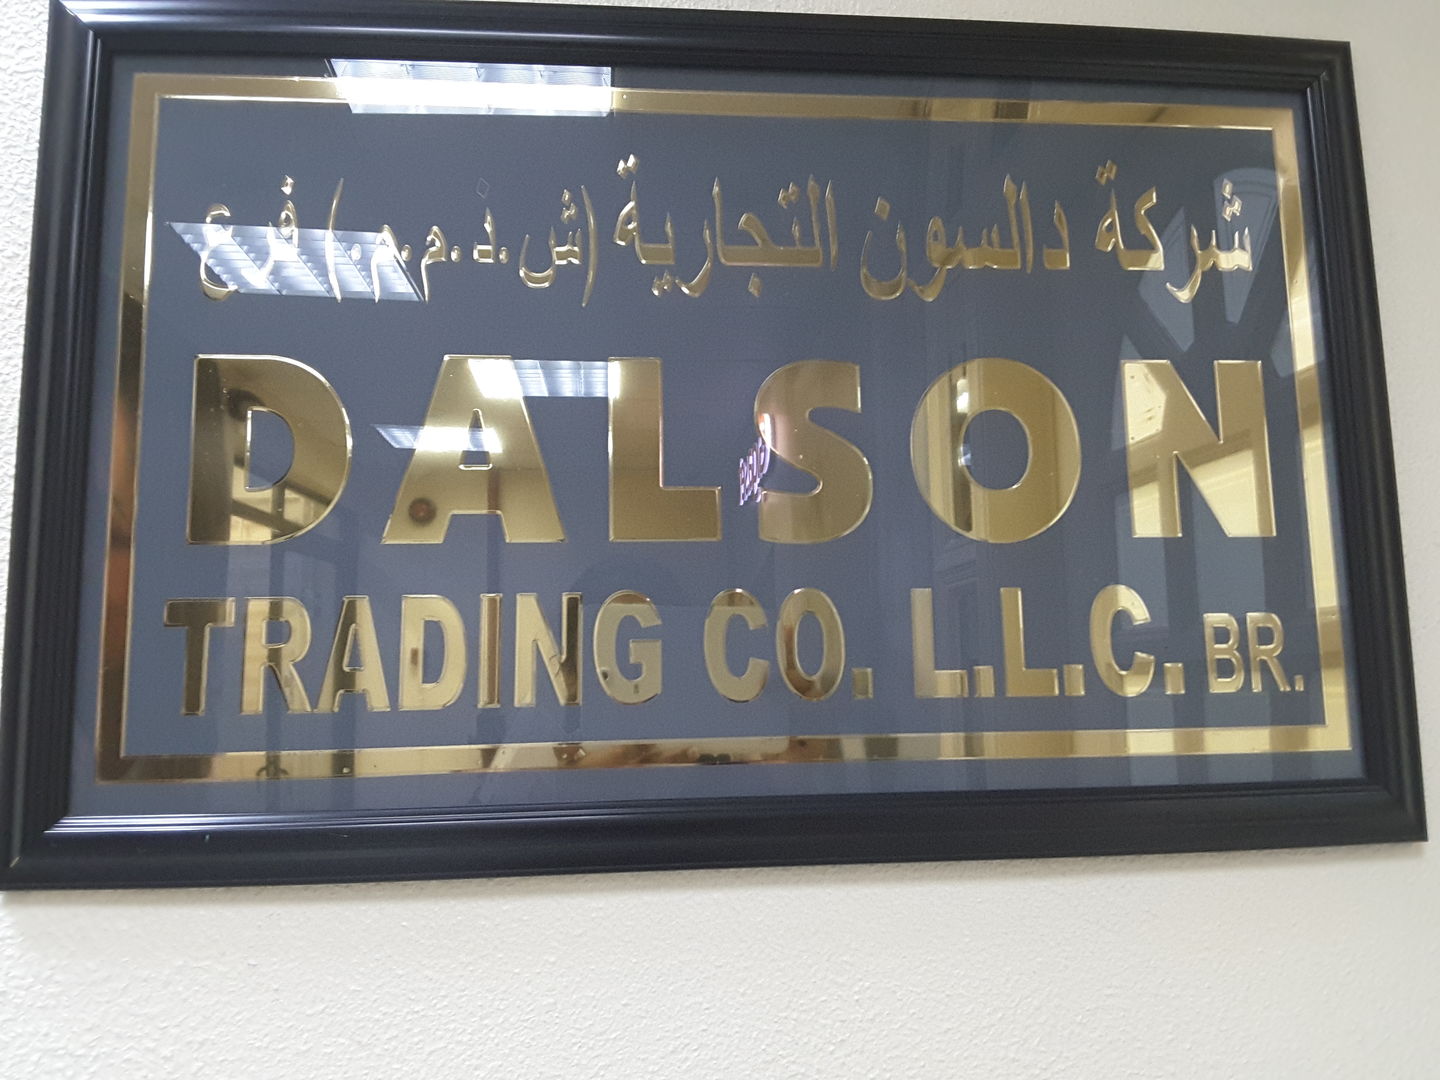 شركة دالسون التجارية (ش.ذ.م.م.) فرع
DALSON
TRADING CO. L.L.C. BR.